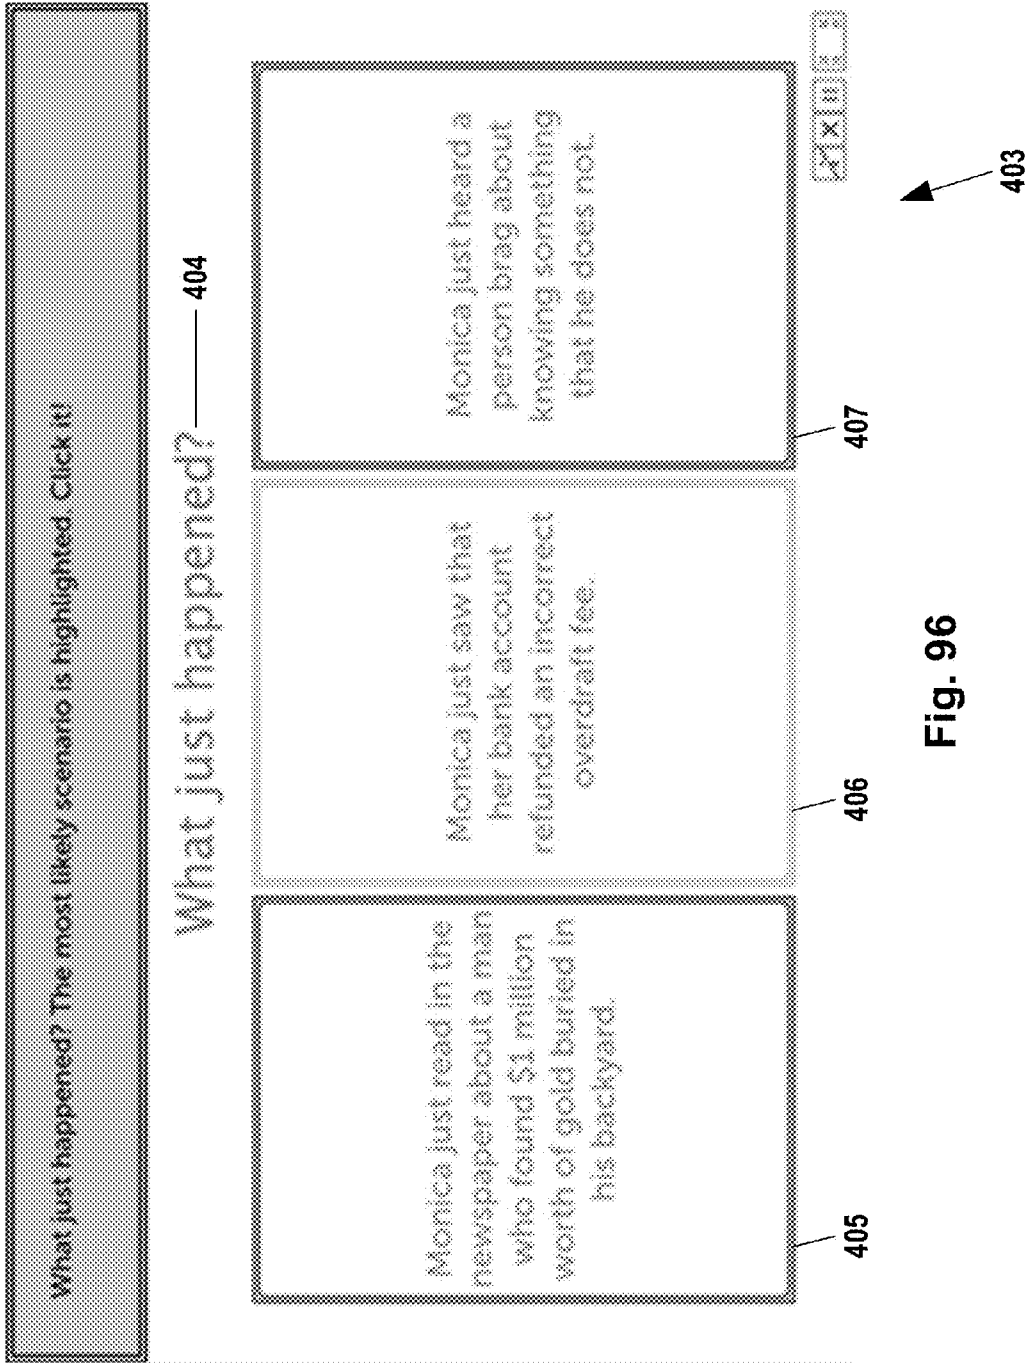 What just happened? The most likely scenario is highlighted. Click it!
What just happened?
404
Monica just read in the
newspaper about a man
who found $1 million
worth of gold buried in
his backyard.
Monica just saw that
her bank account
refunded an incorrect
overdraft fee.
Monica just heard a
person brag about
knowing something
that he does not.
405
406
407
403
Fig. 96